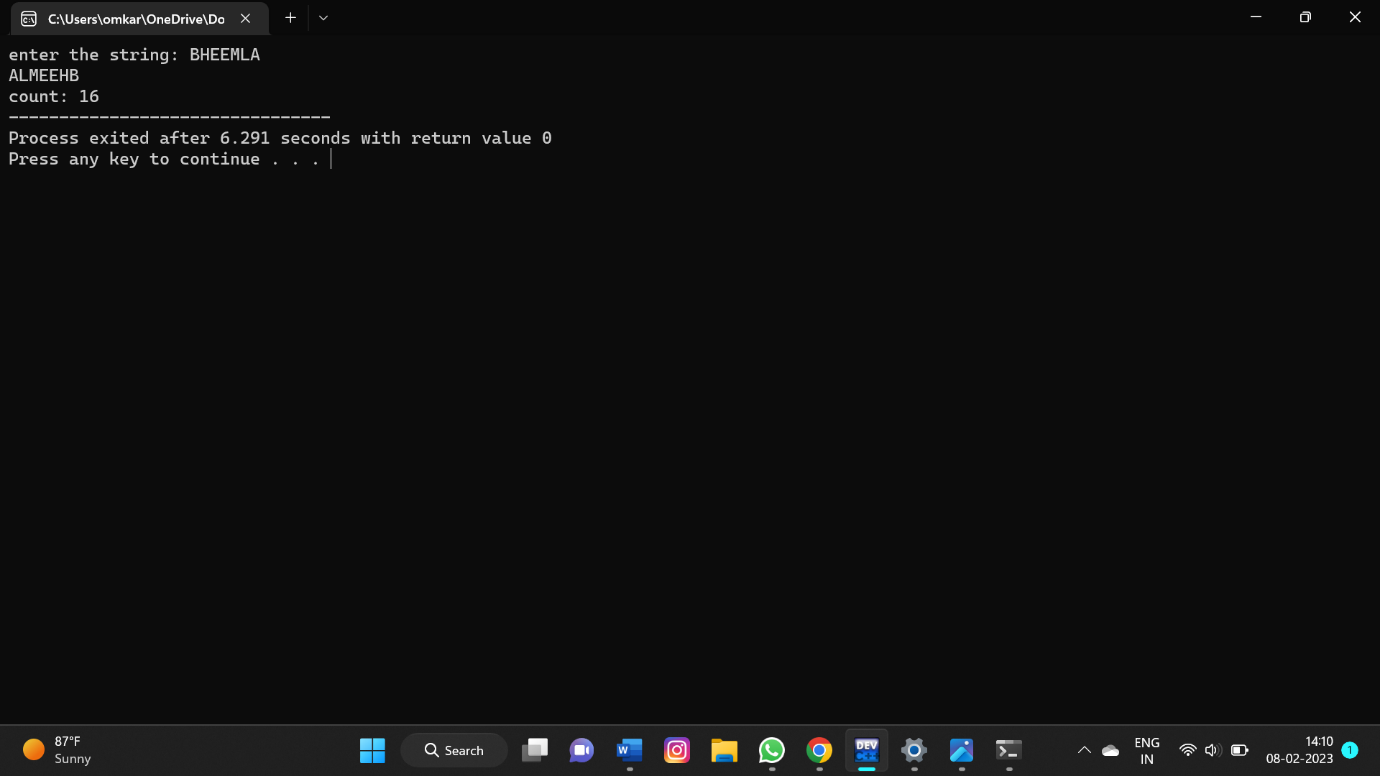 C:\Users\omkar\OneDrive\Do
enter the string: BHEEMLA
ALMEEHB
count: 16
--------------------------------
Process exited after 6.291 seconds with return value 0
Press any key to continue . . .
87°F
Sunny
Search
W
DEV
C++
ENG
IN
14:10
08-02-2023
1